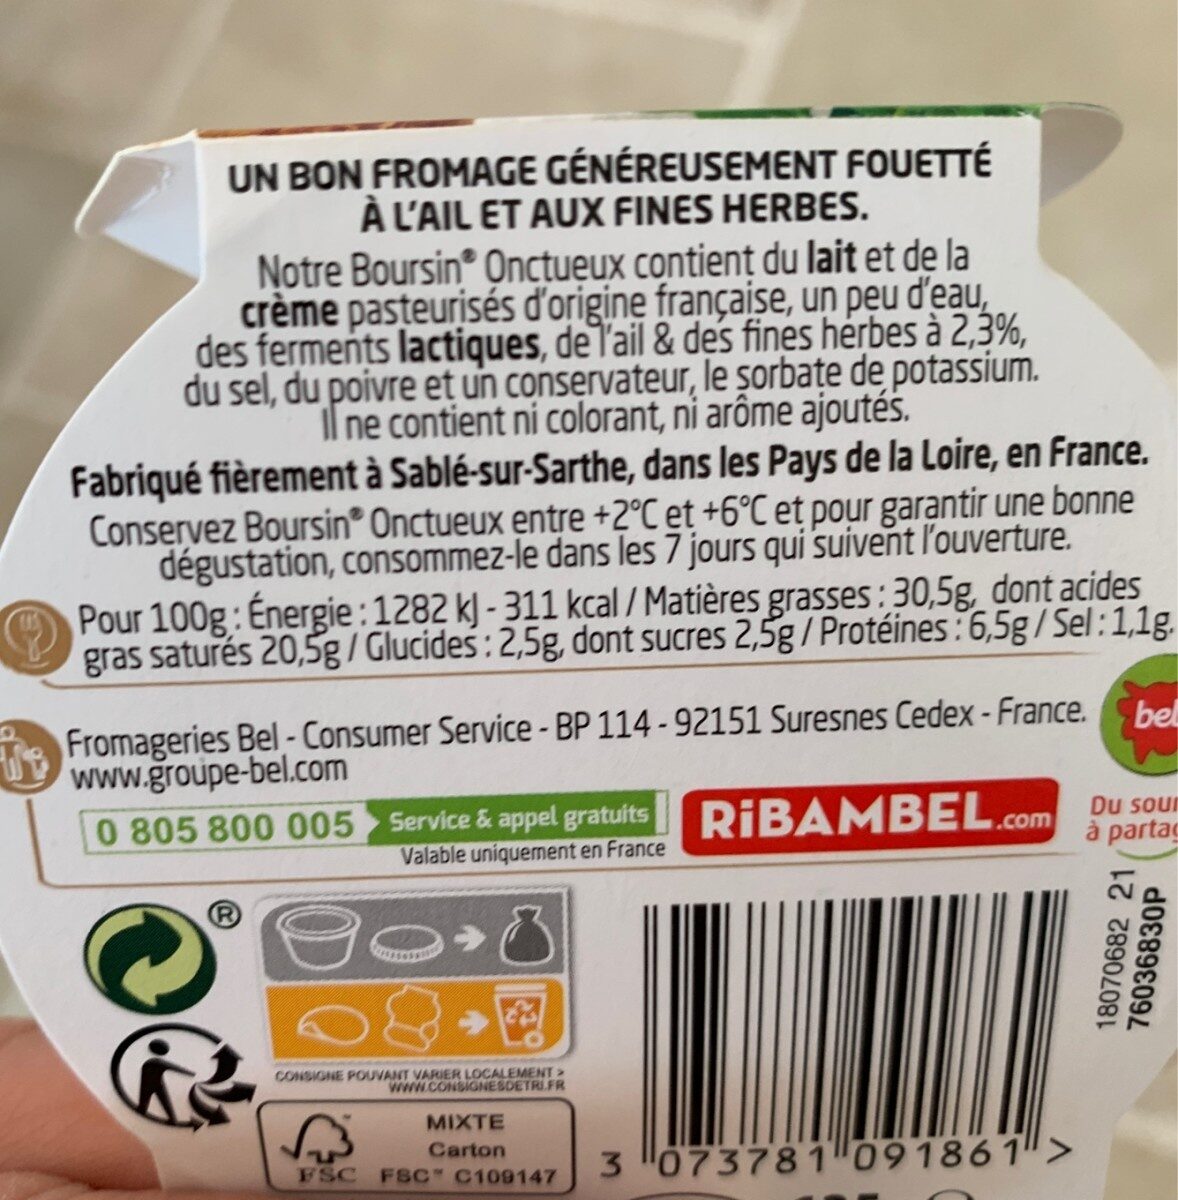 UN BON FROMAGE GÉNÉREUSEMENT FOUETTÉ
À L'AIL ET AUX FINES HERBES.
Notre Boursin® Onctueux contient du lait et de la
crème pasteurisés d'origine française, un peu d'eau,
des ferments lactiques, de l'ail & des fines herbes à 2,3%,
du sel, du poivre et un conservateur, le sorbate de potassium.
Il ne contient ni colorant, ni arôme ajoutés.
Fabriqué fièrement à Sablé-sur-Sarthe, dans les Pays de la Loire, en France.
Conservez Boursin® Onctueux entre +2°C et +6°C et pour garantir une bonne
dégustation, consommez-le dans les 7 jours qui suivent l'ouverture.
Pour 100g : Énergie : 1282 kJ - 311 kcal / Matières grasses : 30,5g, dont acides
gras saturés 20,5g / Glucides : 2,5g, dont sucres 2,5g / Protéines : 6,5g / Sel : 1,1g.
Fromageries Bel - Consumer Service - BP 114 - 92151 Suresnes Cedex - France.
www.groupe-bel.com
bel
0 805 800 005 Service & appel gratuits
Valable uniquement en France
RiBAMBEL.com
Du
à
®
CONSIGNE POUVANT VARIER LOCALEMENT >
WWW.CONSIGNESDETRI.FR
MIXTE
Carton
FSC FSC™ C109147
3 073781 091861 >
18070682 21
76036830P